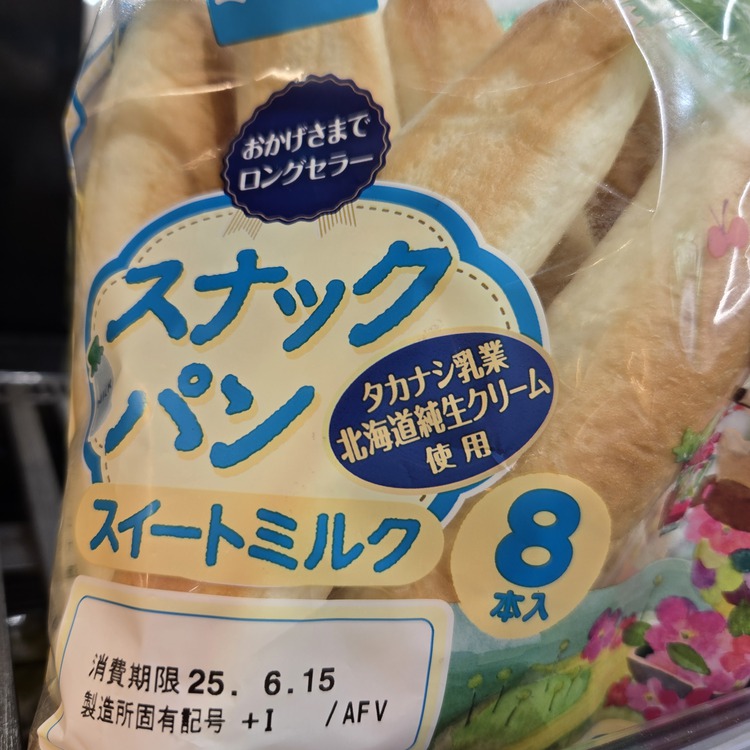 おかげさまで
ロングセラー
スナック
パン
タカナシ乳業
北海道純生クリーム
使用
スイートミルク
8
本入
消費期限 25. 6.15
製造所固有記号 +I /AFV